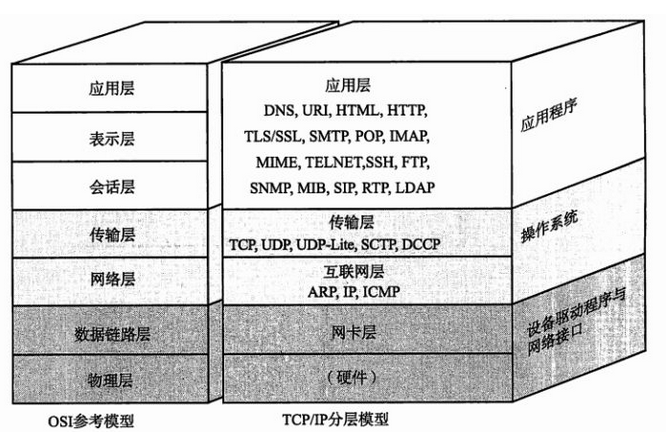 应用层
表示层
会话层
传输层
网络层
数据链路层
物理层
OSI参考模型
应用层
DNS, URI, HTML, HTTP,
TLS/SSL, SMTP, POP, IMAP,
MIME, TELNET,SSH, FTP,
SNMP, MIB, SIP, RTP, LDAP
传输层
TCP, UDP, UDP-Lite, SCTP, DCCP
互联网层
ARP, IP, ICMP
网卡层
（硬件）
TCP/IP分层模型
应用程序
操作系统
设备驱动程序与
网络接口